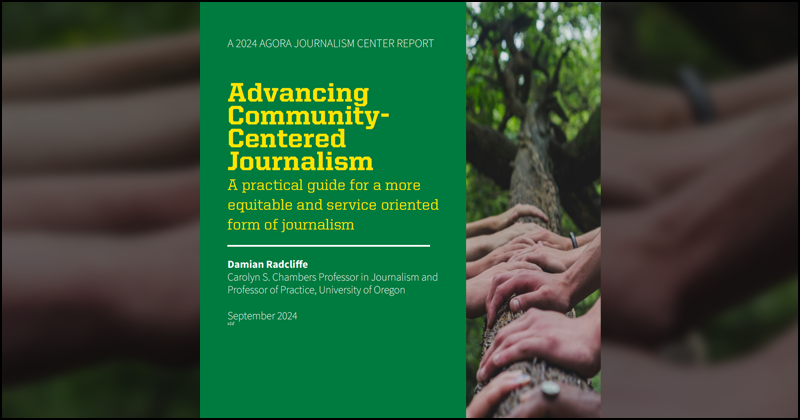 A 2024 AGORA JOURNALISM CENTER REPORT
Advancing
Community-
Centered
Journalism
A practical guide for a more
equitable and service oriented
form of journalism
Damian Radcliffe
Carolyn S. Chambers Professor in Journalism and
Professor of Practice, University of Oregon
September 2024